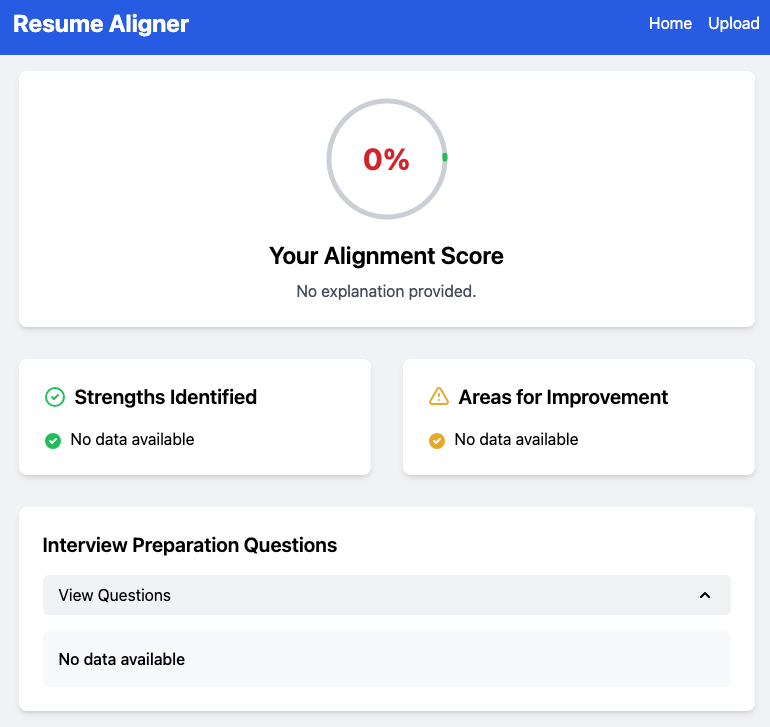 Resume Aligner
Home Upload
0%
Your Alignment Score
No explanation provided.
Strengths Identified
No data available
Areas for Improvement
No data available
Interview Preparation Questions
View Questions
No data available